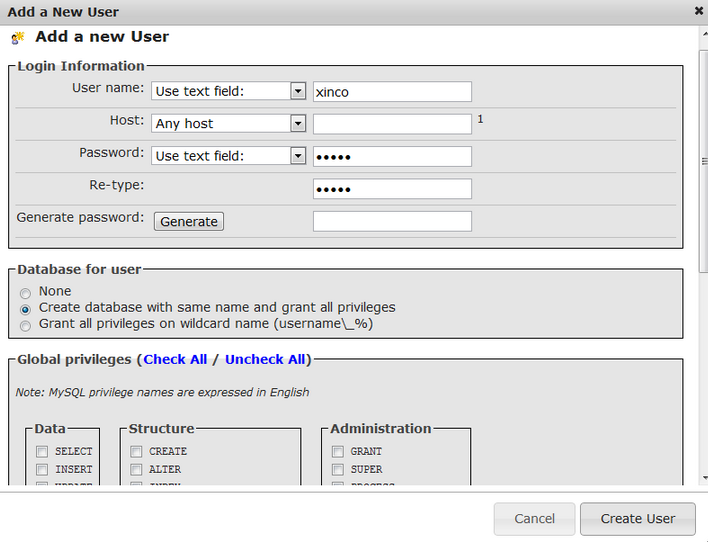 Add a New User
Add a new User
Login Information
User name: Use text field: xinco
Host: Any host 1
Password: Use text field: •••••
Re-type: •••••
Generate password: Generate
Database for user
None
Create database with same name and grant all privileges
Grant all privileges on wildcard name (username\_%)
Global privileges (Check All / Uncheck All)
Note: MySQL privilege names are expressed in English
Data Structure Administration
SELECT CREATE GRANT
INSERT ALTER SUPER
UPDATE INDEX PROCESS
Cancel Create User